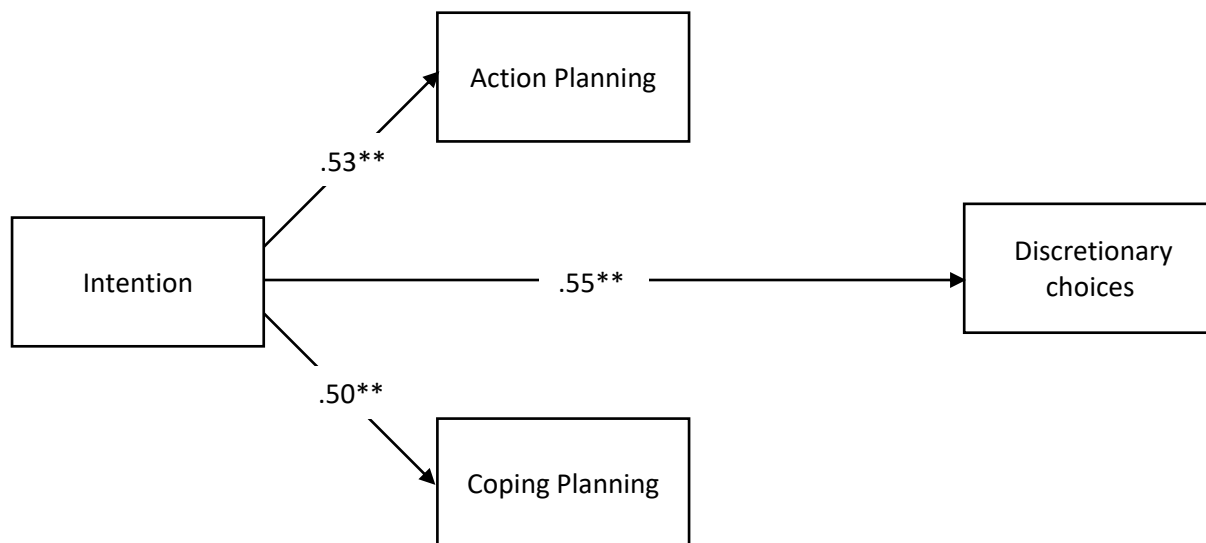 Action Planning
.53**
Intention
.55**
Discretionary
choices
.50**
Coping Planning